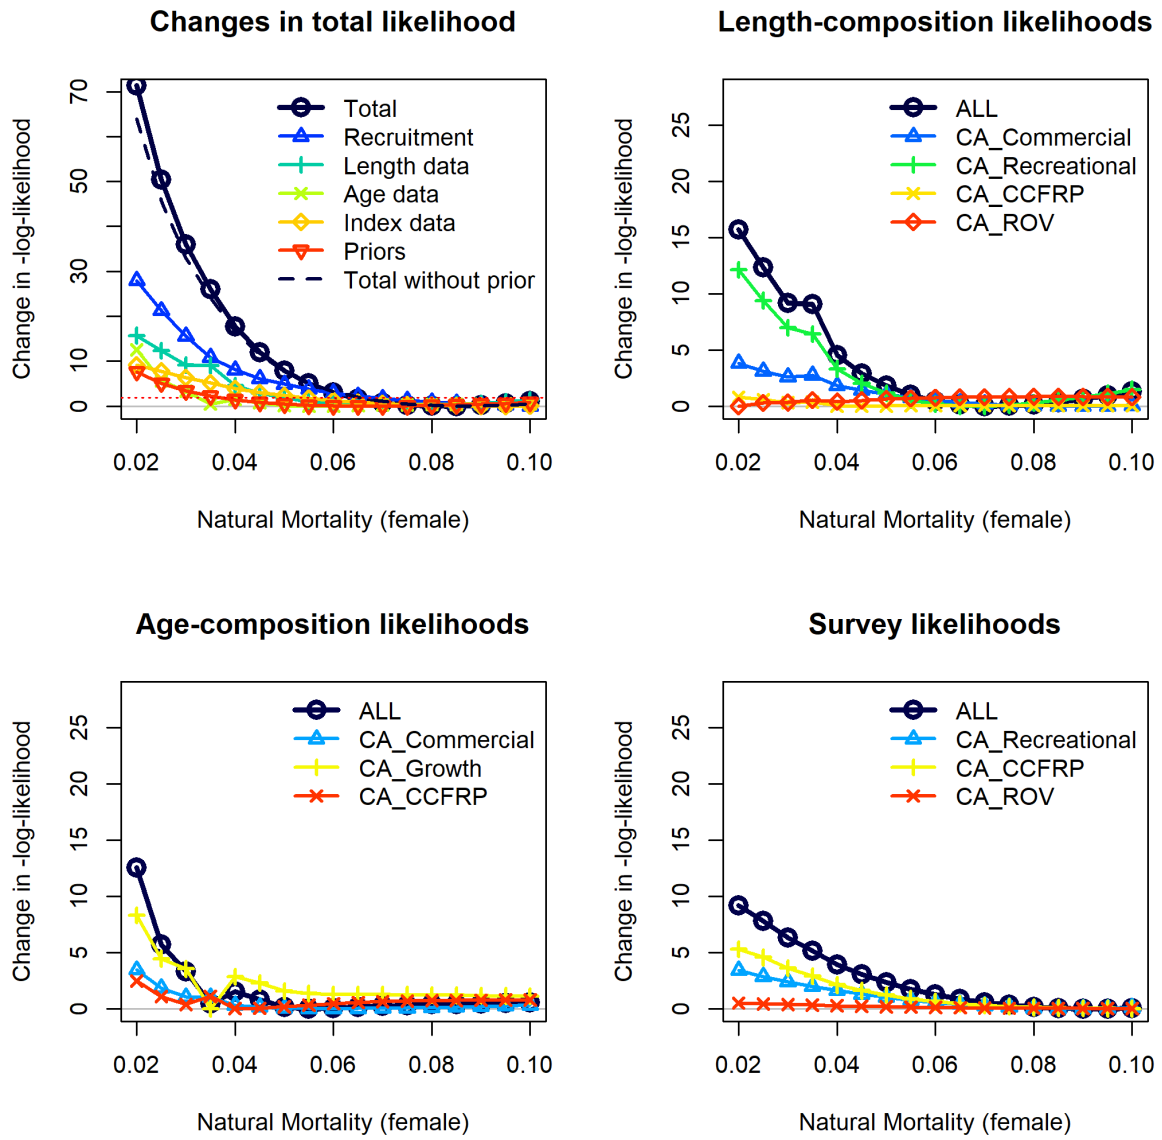 Changes in total likelihood
Change in -log-likelihood
0 10 30 50 70
Total
Recruitment
Length data
Age data
Index data
Priors
Total without prior
0.02 0.04 0.06 0.08 0.10
Natural Mortality (female)
Length-composition likelihoods
Change in -log-likelihood
0 5 10 15 20 25
ALL
CA_Commercial
CA_Recreational
CA_CCFRP
CA_ROV
0.02 0.04 0.06 0.08 0.10
Natural Mortality (female)
Age-composition likelihoods
Change in -log-likelihood
0 5 10 15 20 25
ALL
CA_Commercial
CA_Growth
CA_CCFRP
0.02 0.04 0.06 0.08 0.10
Natural Mortality (female)
Survey likelihoods
Change in -log-likelihood
0 5 10 15 20 25
ALL
CA_Recreational
CA_CCFRP
CA_ROV
0.02 0.04 0.06 0.08 0.10
Natural Mortality (female)